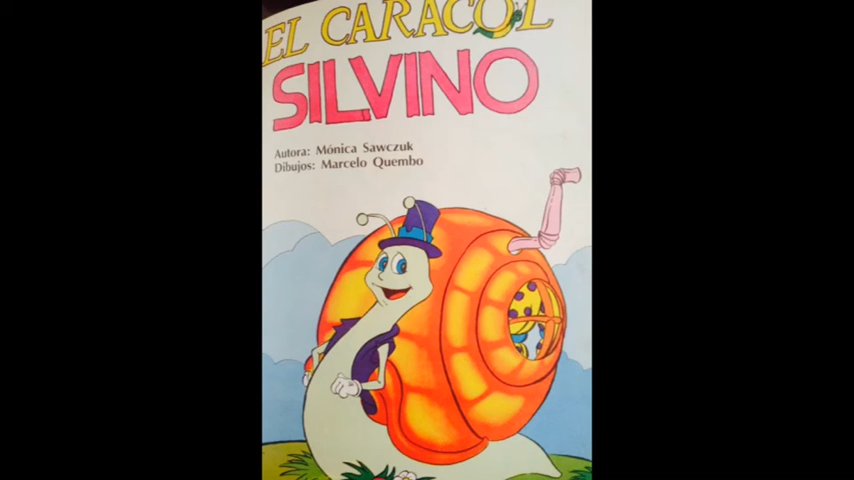 EL CARACOL
SILVINO
Autora: Mónica Sawczuk
Dibujos: Marcelo Quembo